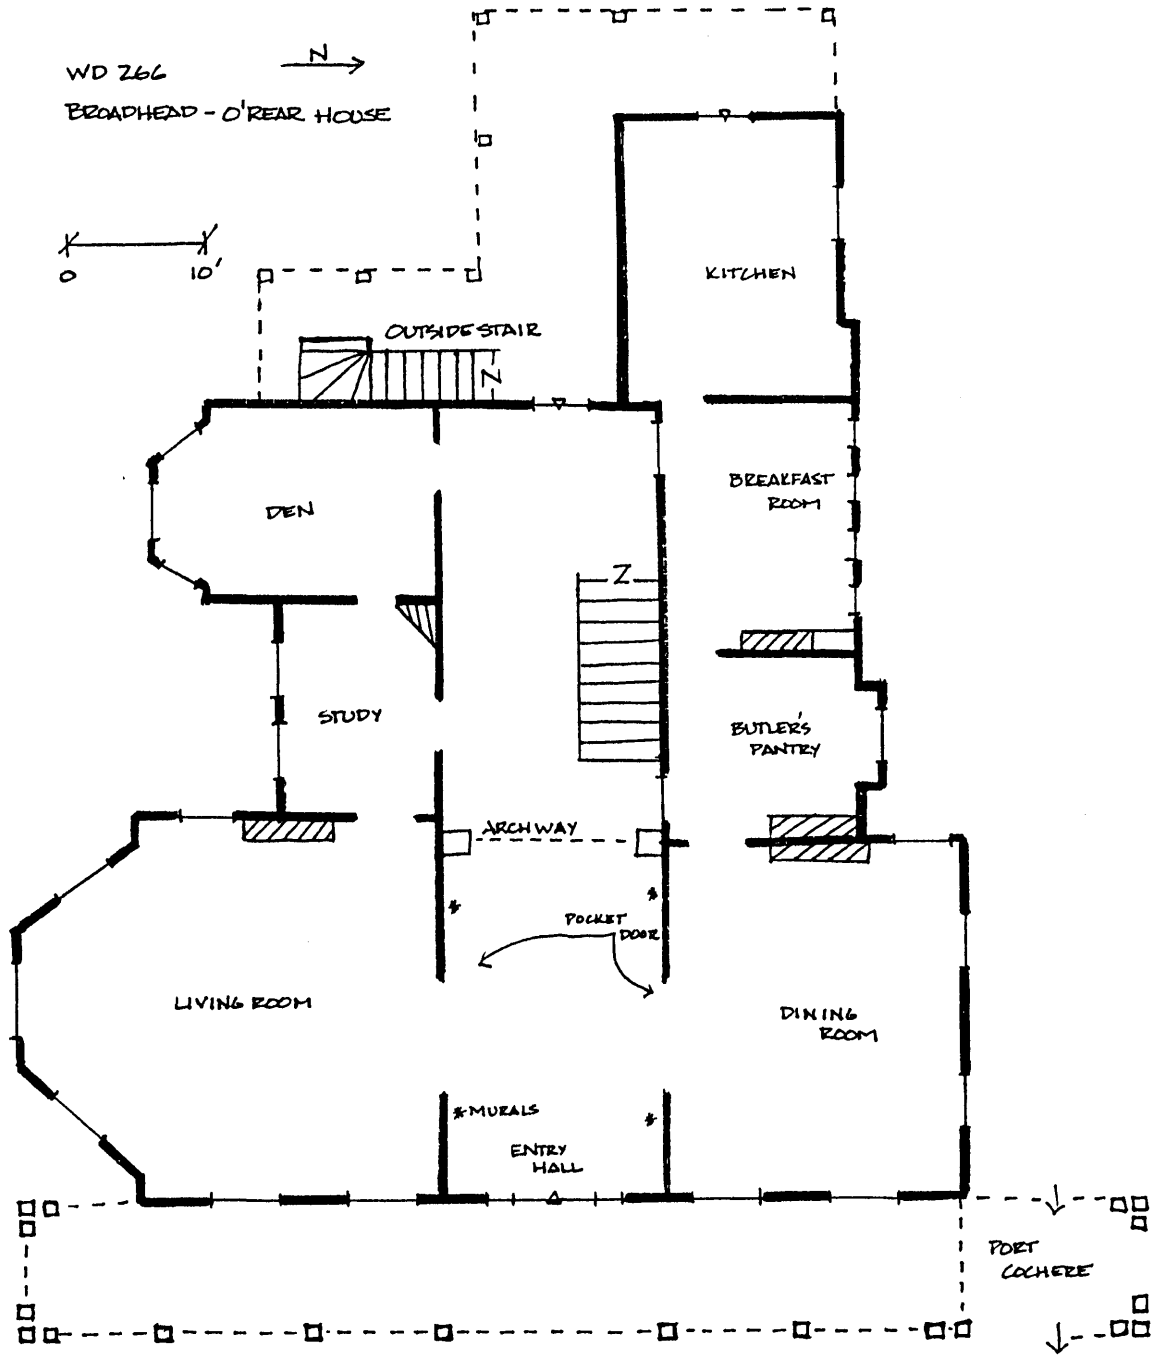 N
WD 266
BROADHEAD - O'REAR HOUSE
0 10'
KITCHEN
OUTSIDE STAIR
Z
BREAKFAST
ROOM
DEN
Z
STUDY
BUTLER'S
PANTRY
ARCHWAY
*
*
POCKET
DOOR
LIVING ROOM
DINING
ROOM
*MURALS
*
ENTRY
HALL
PORT
COCHERE